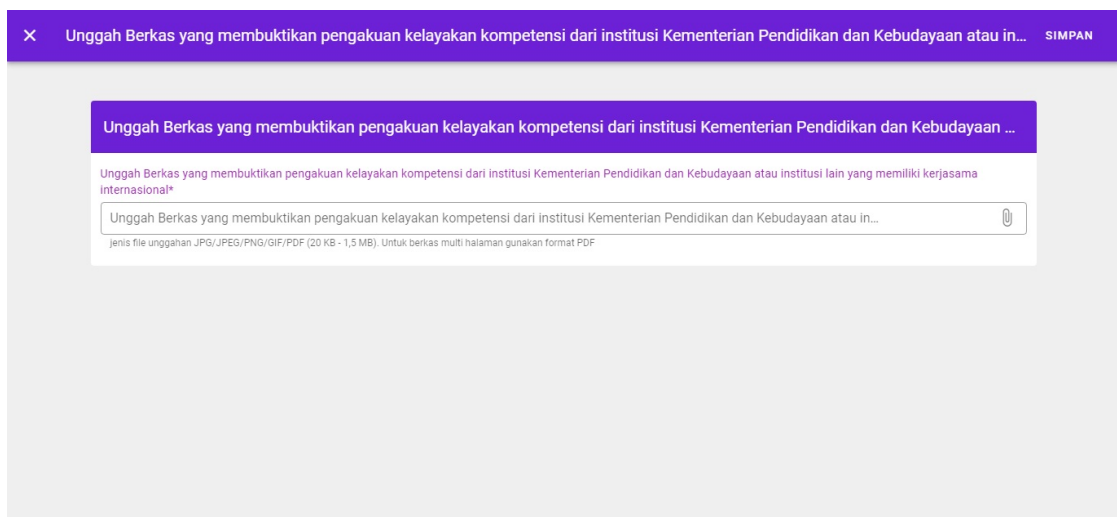 × Unggah Berkas yang membuktikan pengakuan kelayakan kompetensi dari institusi Kementerian Pendidikan dan Kebudayaan atau in... SIMPAN
Unggah Berkas yang membuktikan pengakuan kelayakan kompetensi dari institusi Kementerian Pendidikan dan Kebudayaan ...
Unggah Berkas yang membuktikan pengakuan kelayakan kompetensi dari institusi Kementerian Pendidikan dan Kebudayaan atau institusi lain yang memiliki kerjasama
internasional*
Unggah Berkas yang membuktikan pengakuan kelayakan kompetensi dari institusi Kementerian Pendidikan dan Kebudayaan atau in...
jenis file unggahan JPG/JPEG/PNG/GIF/PDF (20 KB - 1,5 MB). Untuk berkas multi halaman gunakan format PDF